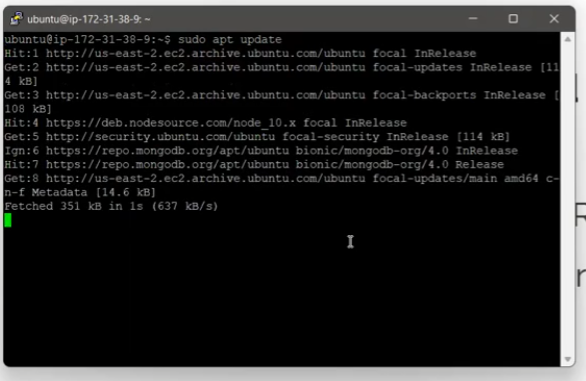 ubuntu@ip-172-31-38-9: ~
ubuntu@ip-172-31-38-9:~$ sudo apt update
Hit:1 http://us-east-2.ec2.archive.ubuntu.com/ubuntu focal InRelease
Get:2 http://us-east-2.ec2.archive.ubuntu.com/ubuntu focal-updates InRelease [11
4 kB]
Get:3 http://us-east-2.ec2.archive.ubuntu.com/ubuntu focal-backports InRelease [
108 kB]
Hit:4 https://deb.nodesource.com/node_10.x focal InRelease
Get:5 http://security.ubuntu.com/ubuntu focal-security InRelease [114 kB]
Ign:6 https://repo.mongodb.org/apt/ubuntu bionic/mongodb-org/4.0 InRelease
Hit:7 https://repo.mongodb.org/apt/ubuntu bionic/mongodb-org/4.0 Release
Get:8 http://us-east-2.ec2.archive.ubuntu.com/ubuntu focal-updates/main amd64 c-
n-f Metadata [14.6 kB]
Fetched 351 kB in 1s (637 kB/s)